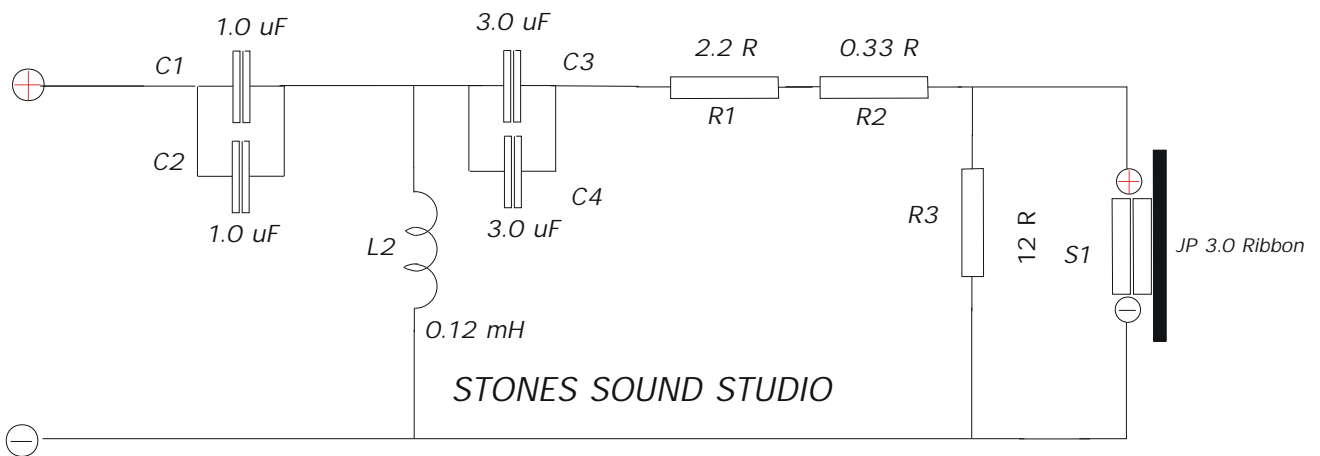 1.0 uF
3.0 uF
2.2 R
0.33 R
C1
C3
R1
R2
C2
C4
1.0 uF
3.0 uF
L2
R3
12 R
S1
JP 3.0 Ribbon
0.12 mH
STONES SOUND STUDIO